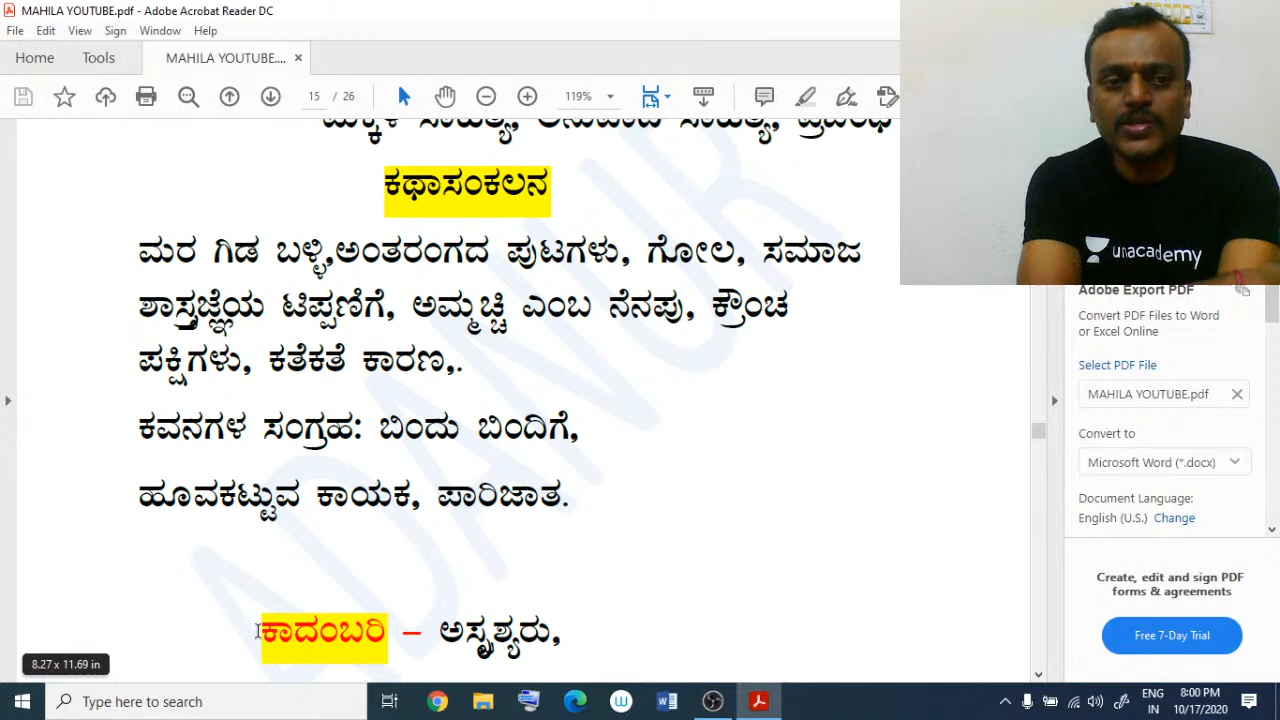 MAHILA YOUTUBE.pdf - Adobe Acrobat Reader DC
File Edit View Sign Window Help
Home Tools MAHILA YOUTUBE.... ×
15 / 26 119%
ಮಕ್ಕಳ ಸಾಹಿತ್ಯ, ಅನುವಾದ ಸಾಹಿತ್ಯ, ಪ್ರಬಂಧ
ಕಥಾಸಂಕಲನ
ಮರ ಗಿಡ ಬಳ್ಳಿ,ಅಂತರಂಗದ ಪುಟಗಳು, ಗೋಲ, ಸಮಾಜ
ಶಾಸ್ತ್ರಜ್ಞೆಯ ಟಿಪ್ಪಣಿಗೆ, ಅಮ್ಮಚ್ಚಿ ಎಂಬ ನೆನಪು, ಕ್ರೌಂಚ
ಪಕ್ಷಿಗಳು, ಕತೆಕತೆ ಕಾರಣ,.
ಕವನಗಳ ಸಂಗ್ರಹ: ಬಿಂದು ಬಿಂದಿಗೆ,
ಹೂವಕಟ್ಟುವ ಕಾಯಕ, ಪಾರಿಜಾತ.
ಕಾದಂಬರಿ – ಅಸ್ಪೃಶ್ಯರು,
ADANUR
8.27 x 11.69 in
unacademy
Adobe Export PDF
Convert PDF Files to Word
or Excel Online
Select PDF File
MAHILA YOUTUBE.pdf
Convert to
Microsoft Word (*.docx)
Document Language:
English (U.S.) Change
Create, edit and sign PDF
forms & agreements
Free 7-Day Trial
Type here to search
ENG
IN
8:00 PM
10/17/2020